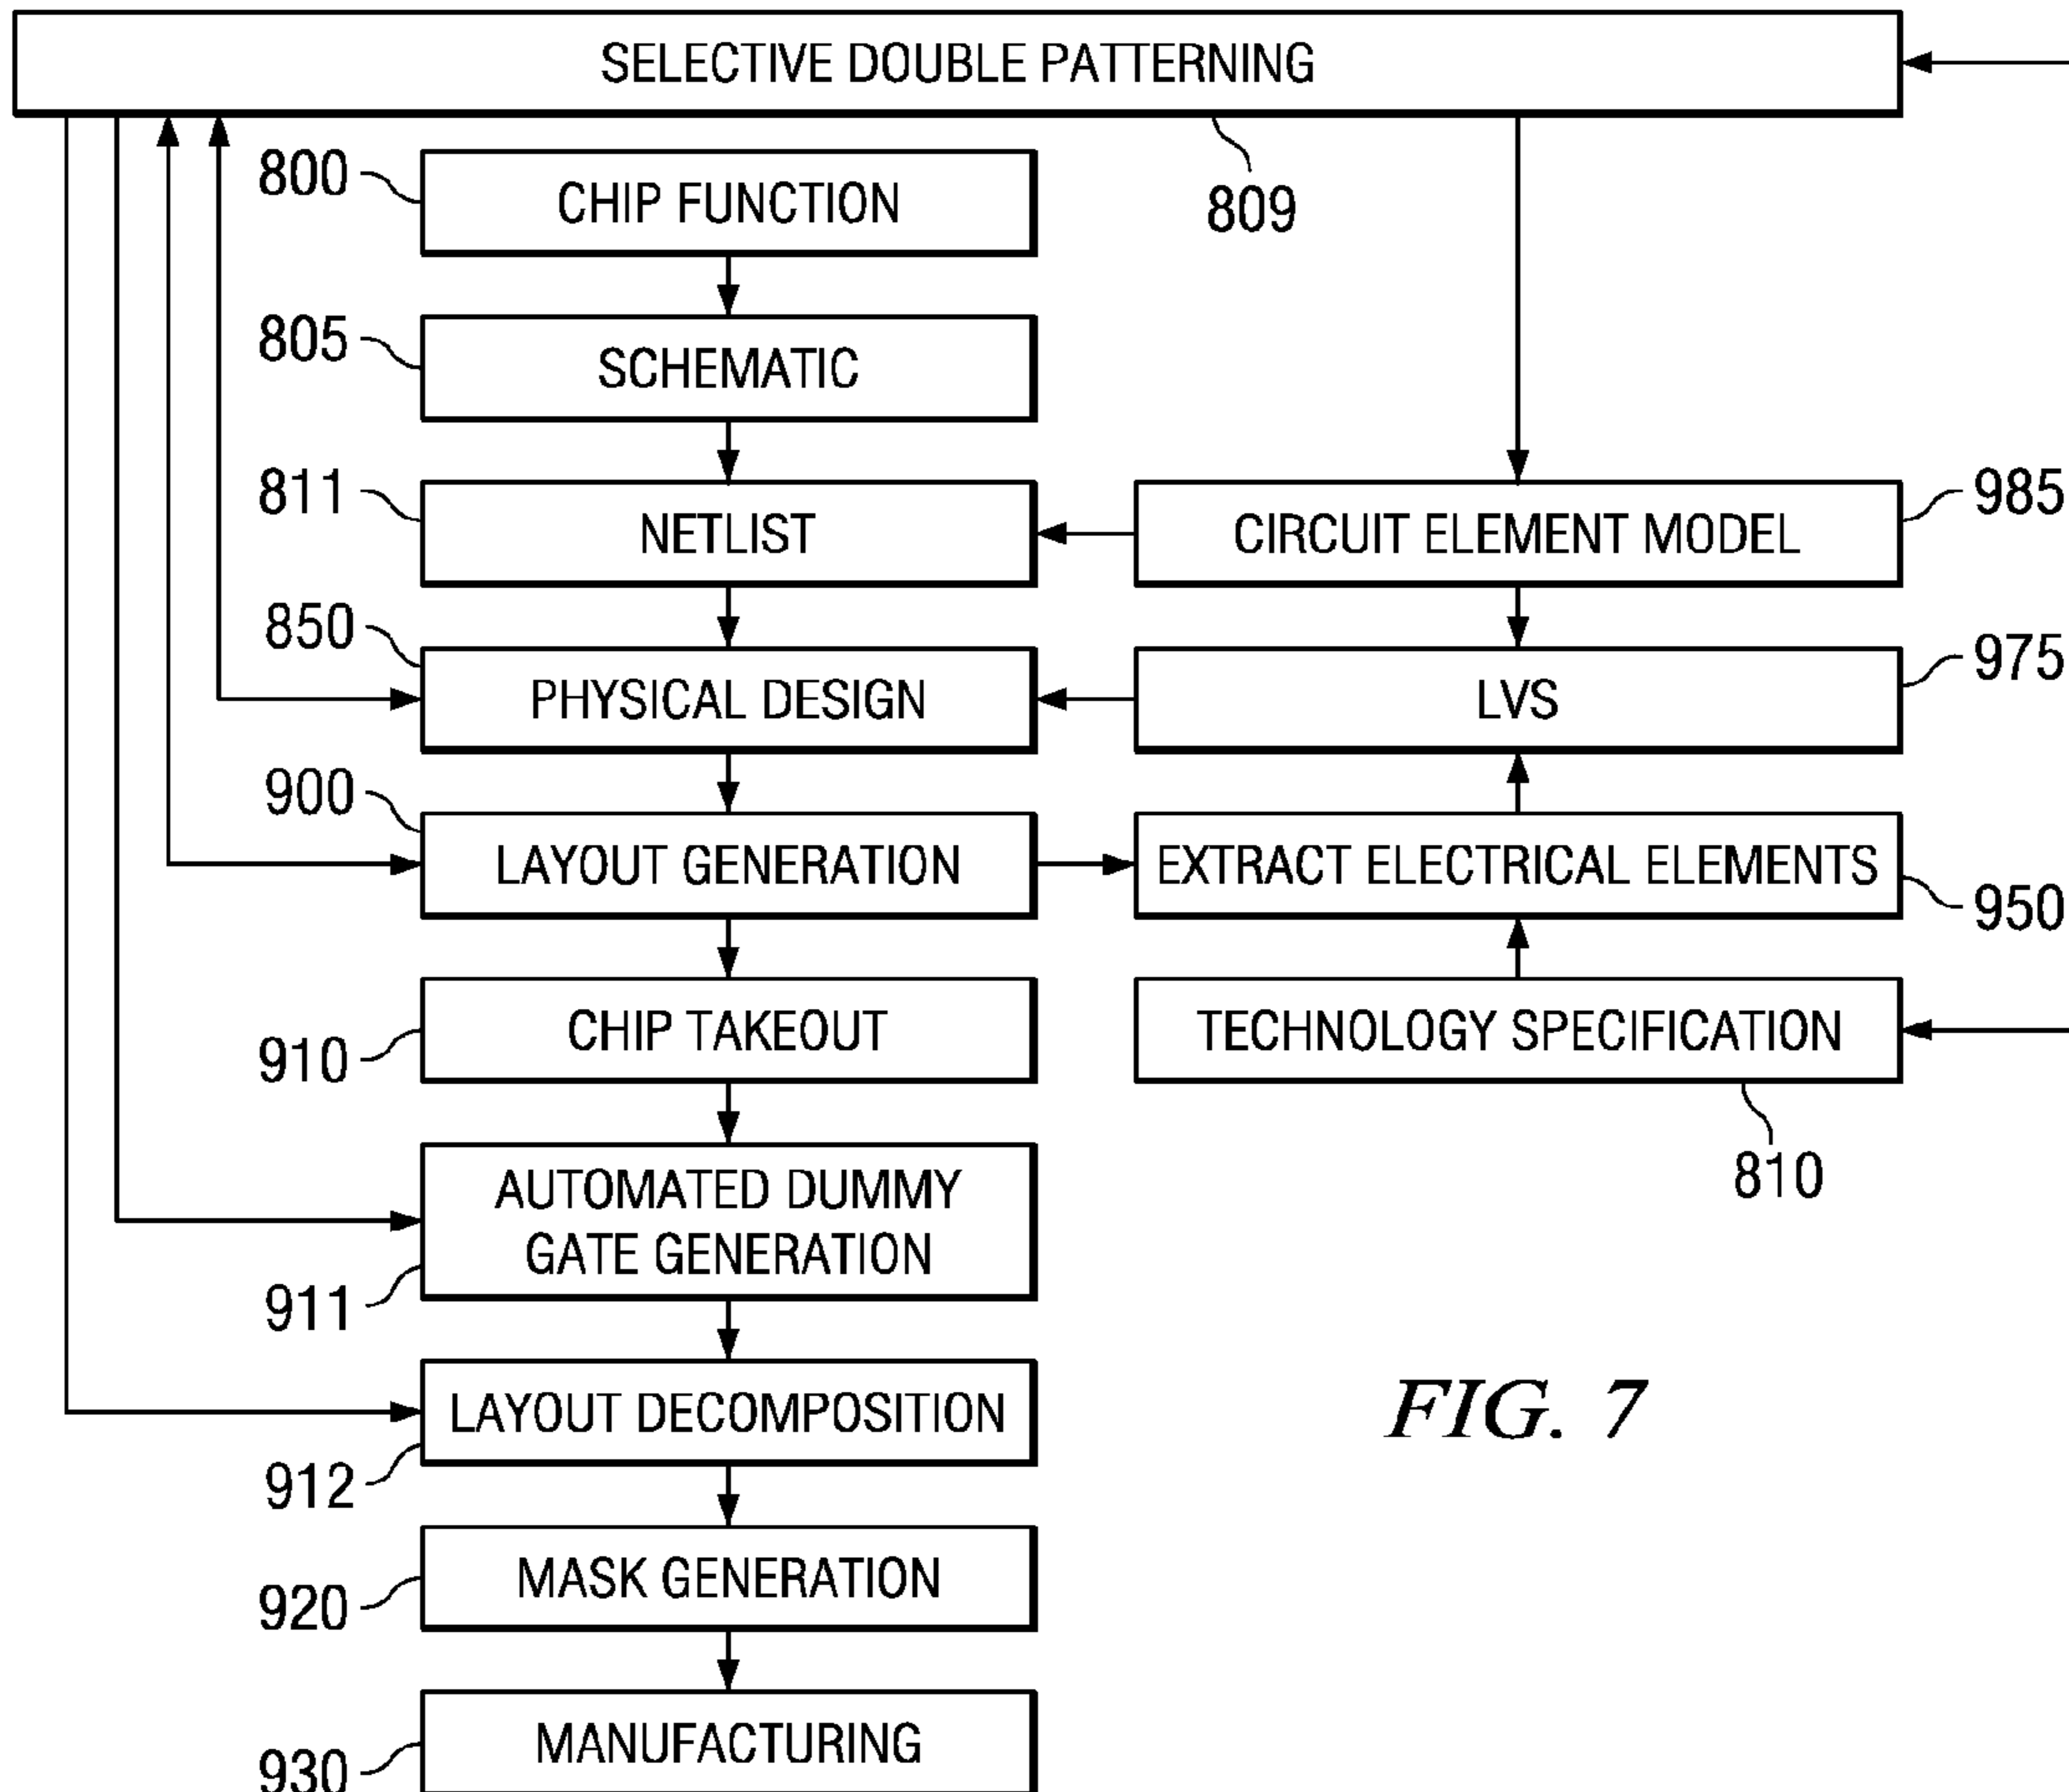 SELECTIVE DOUBLE PATTERNING
800
CHIP FUNCTION
809
805
SCHEMATIC
811
NETLIST
CIRCUIT ELEMENT MODEL
985
850
PHYSICAL DESIGN
LVS
975
900
LAYOUT GENERATION
EXTRACT ELECTRICAL ELEMENTS
950
910
CHIP TAKEOUT
TECHNOLOGY SPECIFICATION
810
AUTOMATED DUMMY
GATE GENERATION
911
LAYOUT DECOMPOSITION
912
FIG. 7
MASK GENERATION
920
MANUFACTURING
930